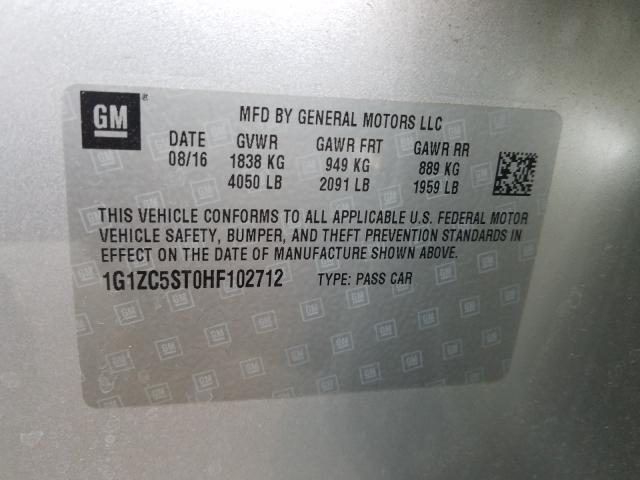 GM®
MFD BY GENERAL MOTORS LLC
DATE GVWR GAWR FRT GAWR RR
08/16 1838 KG 949 KG 889 KG
4050 LB 2091 LB 1959 LB
THIS VEHICLE CONFORMS TO ALL APPLICABLE U.S. FEDERAL MOTOR
VEHICLE SAFETY, BUMPER, AND THEFT PREVENTION STANDARDS IN
EFFECT ON THE DATE OF MANUFACTURE SHOWN ABOVE.
1G1ZC5ST0HF102712 TYPE: PASS CAR